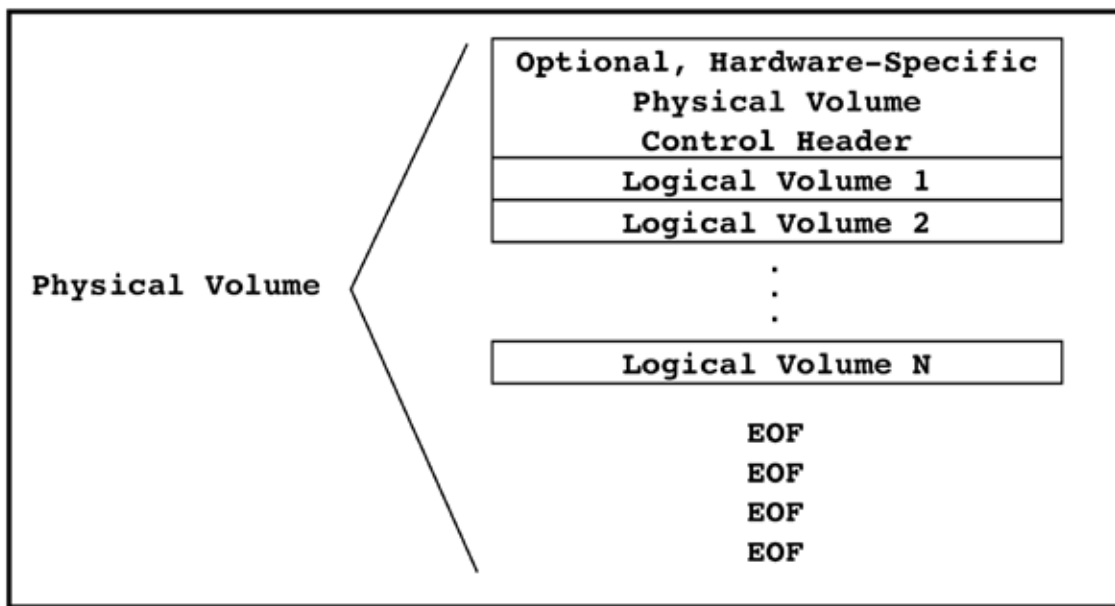 Optional, Hardware-Specific
Physical Volume
Control Header
Logical Volume 1
Logical Volume 2
Physical Volume
.
.
.
Logical Volume N
EOF
EOF
EOF
EOF